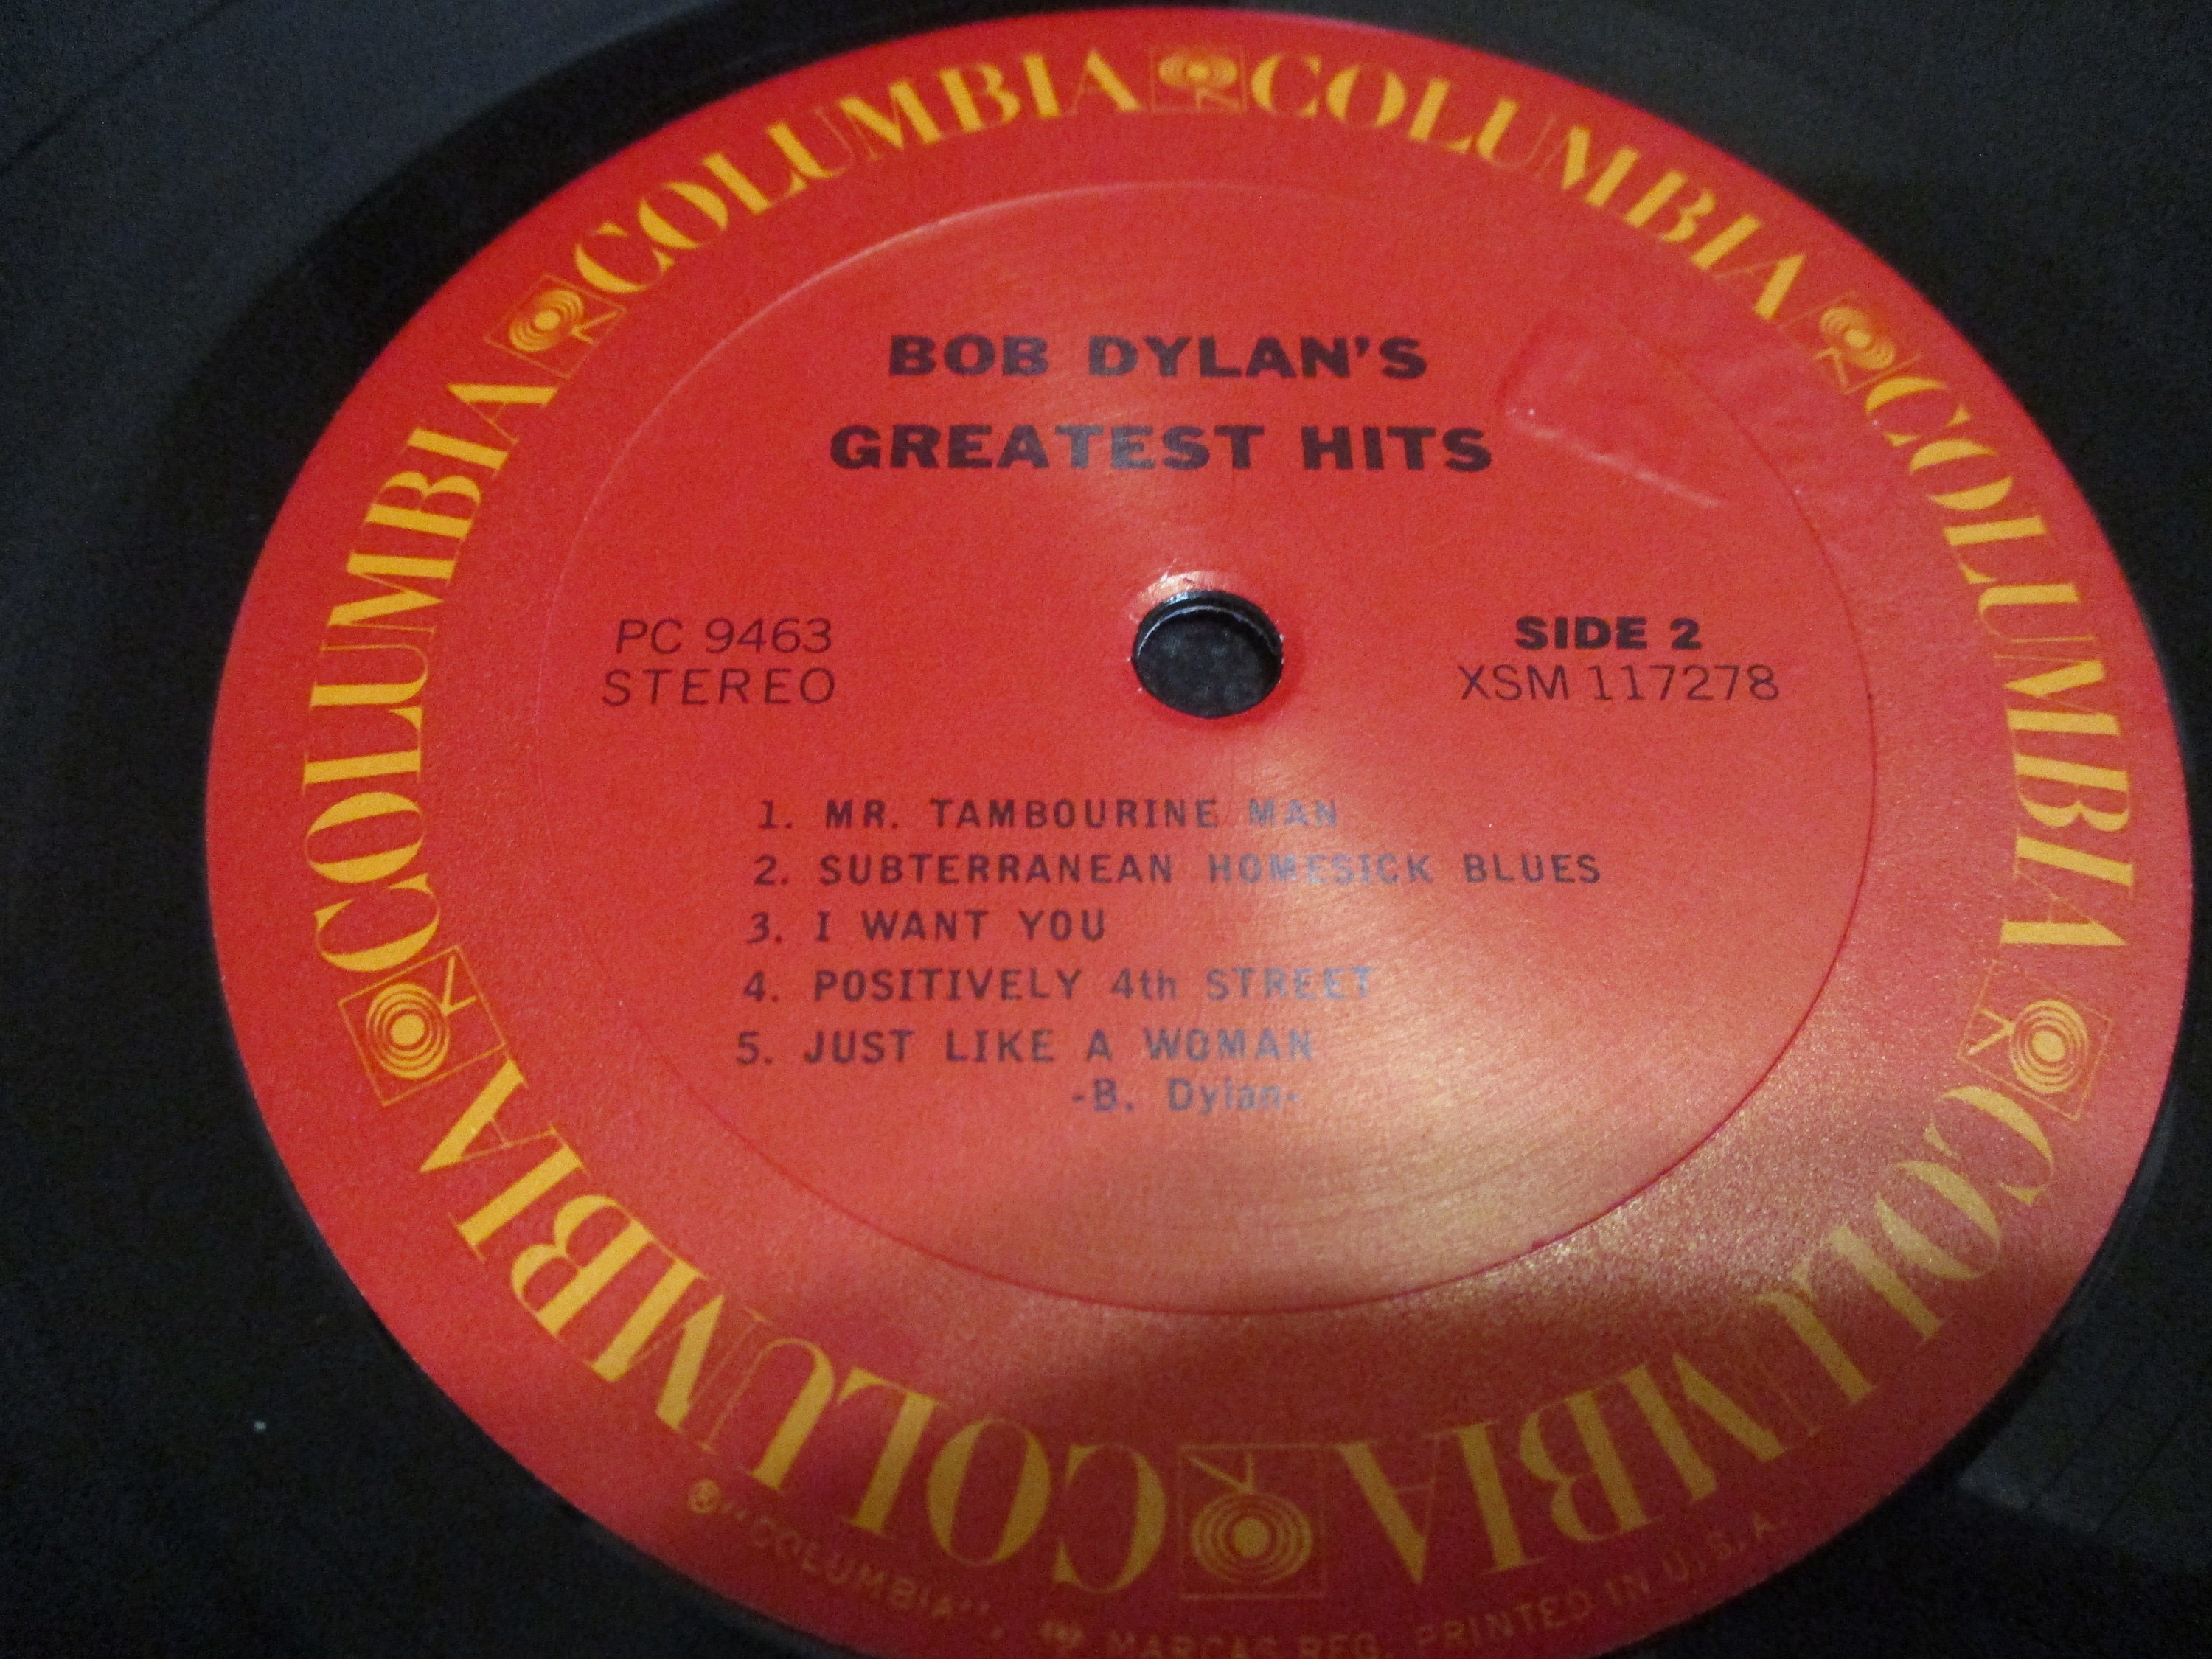 COLUMBIA COLUMBIA COLUMBIA COLUMBIA COLUMBIA COLUMBIA
BOB DYLAN'S
GREATEST HITS
PC 9463
STEREO
SIDE 2
XSM 117278
1. MR. TAMBOURINE MAN
2. SUBTERRANEAN HOMESICK BLUES
3. I WANT YOU
4. POSITIVELY 4th STREET
5. JUST LIKE A WOMAN
-B. Dylan-
® "COLUMBIA", MARCAS REG. PRINTED IN U.S.A.